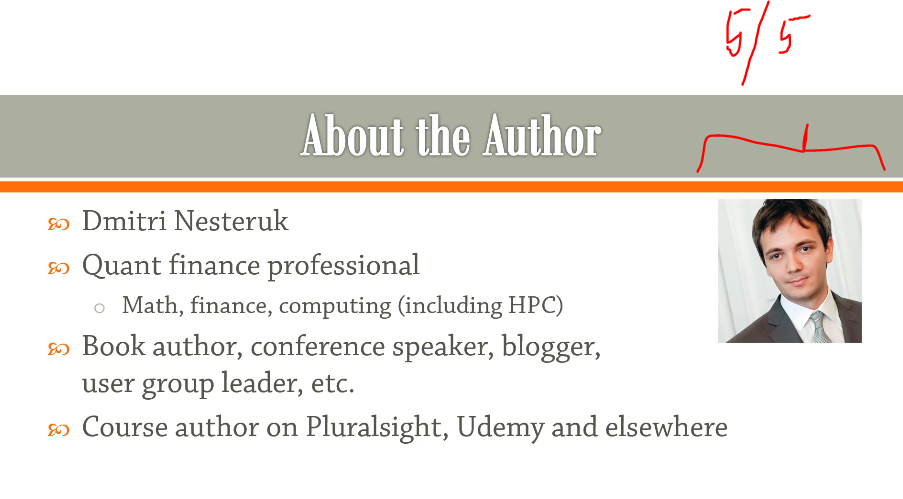 5/5
About the Author
Dmitri Nesteruk
Quant finance professional
Math, finance, computing (including HPC)
Book author, conference speaker, blogger,
user group leader, etc.
Course author on Pluralsight, Udemy and elsewhere